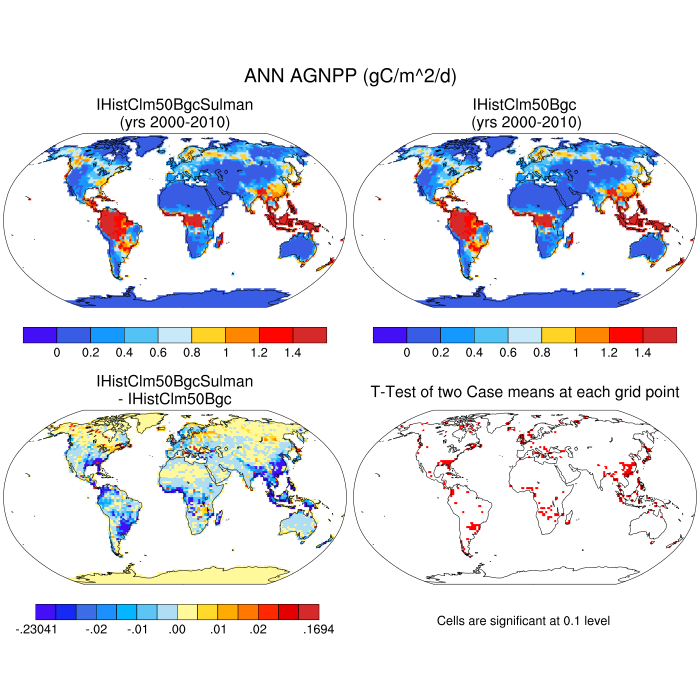 ANN AGNPP (gC/m^2/d)
IHistClm50BgcSulman
(yrs 2000-2010)
IHistClm50Bgc
(yrs 2000-2010)
0 0.2 0.4 0.6 0.8 1 1.2 1.4
0 0.2 0.4 0.6 0.8 1 1.2 1.4
IHistClm50BgcSulman
- IHistClm50Bgc
T-Test of two Case means at each grid point
-.23041 -.02 -.01 .00 .01 .02 .1694
Cells are significant at 0.1 level